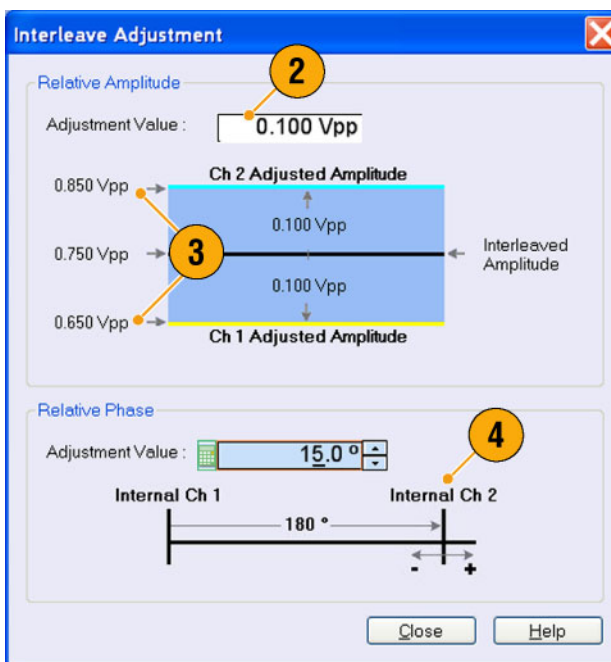 Interleave Adjustment
Relative Amplitude
2
Adjustment Value : 0.100 Vpp
Ch 2 Adjusted Amplitude
0.850 Vpp
0.100 Vpp
3
0.750 Vpp
Interleaved
Amplitude
0.100 Vpp
0.650 Vpp
Ch 1 Adjusted Amplitude
Relative Phase
4
Adjustment Value : 15.0 º
Internal Ch 1 Internal Ch 2
180 º
- +
Close Help